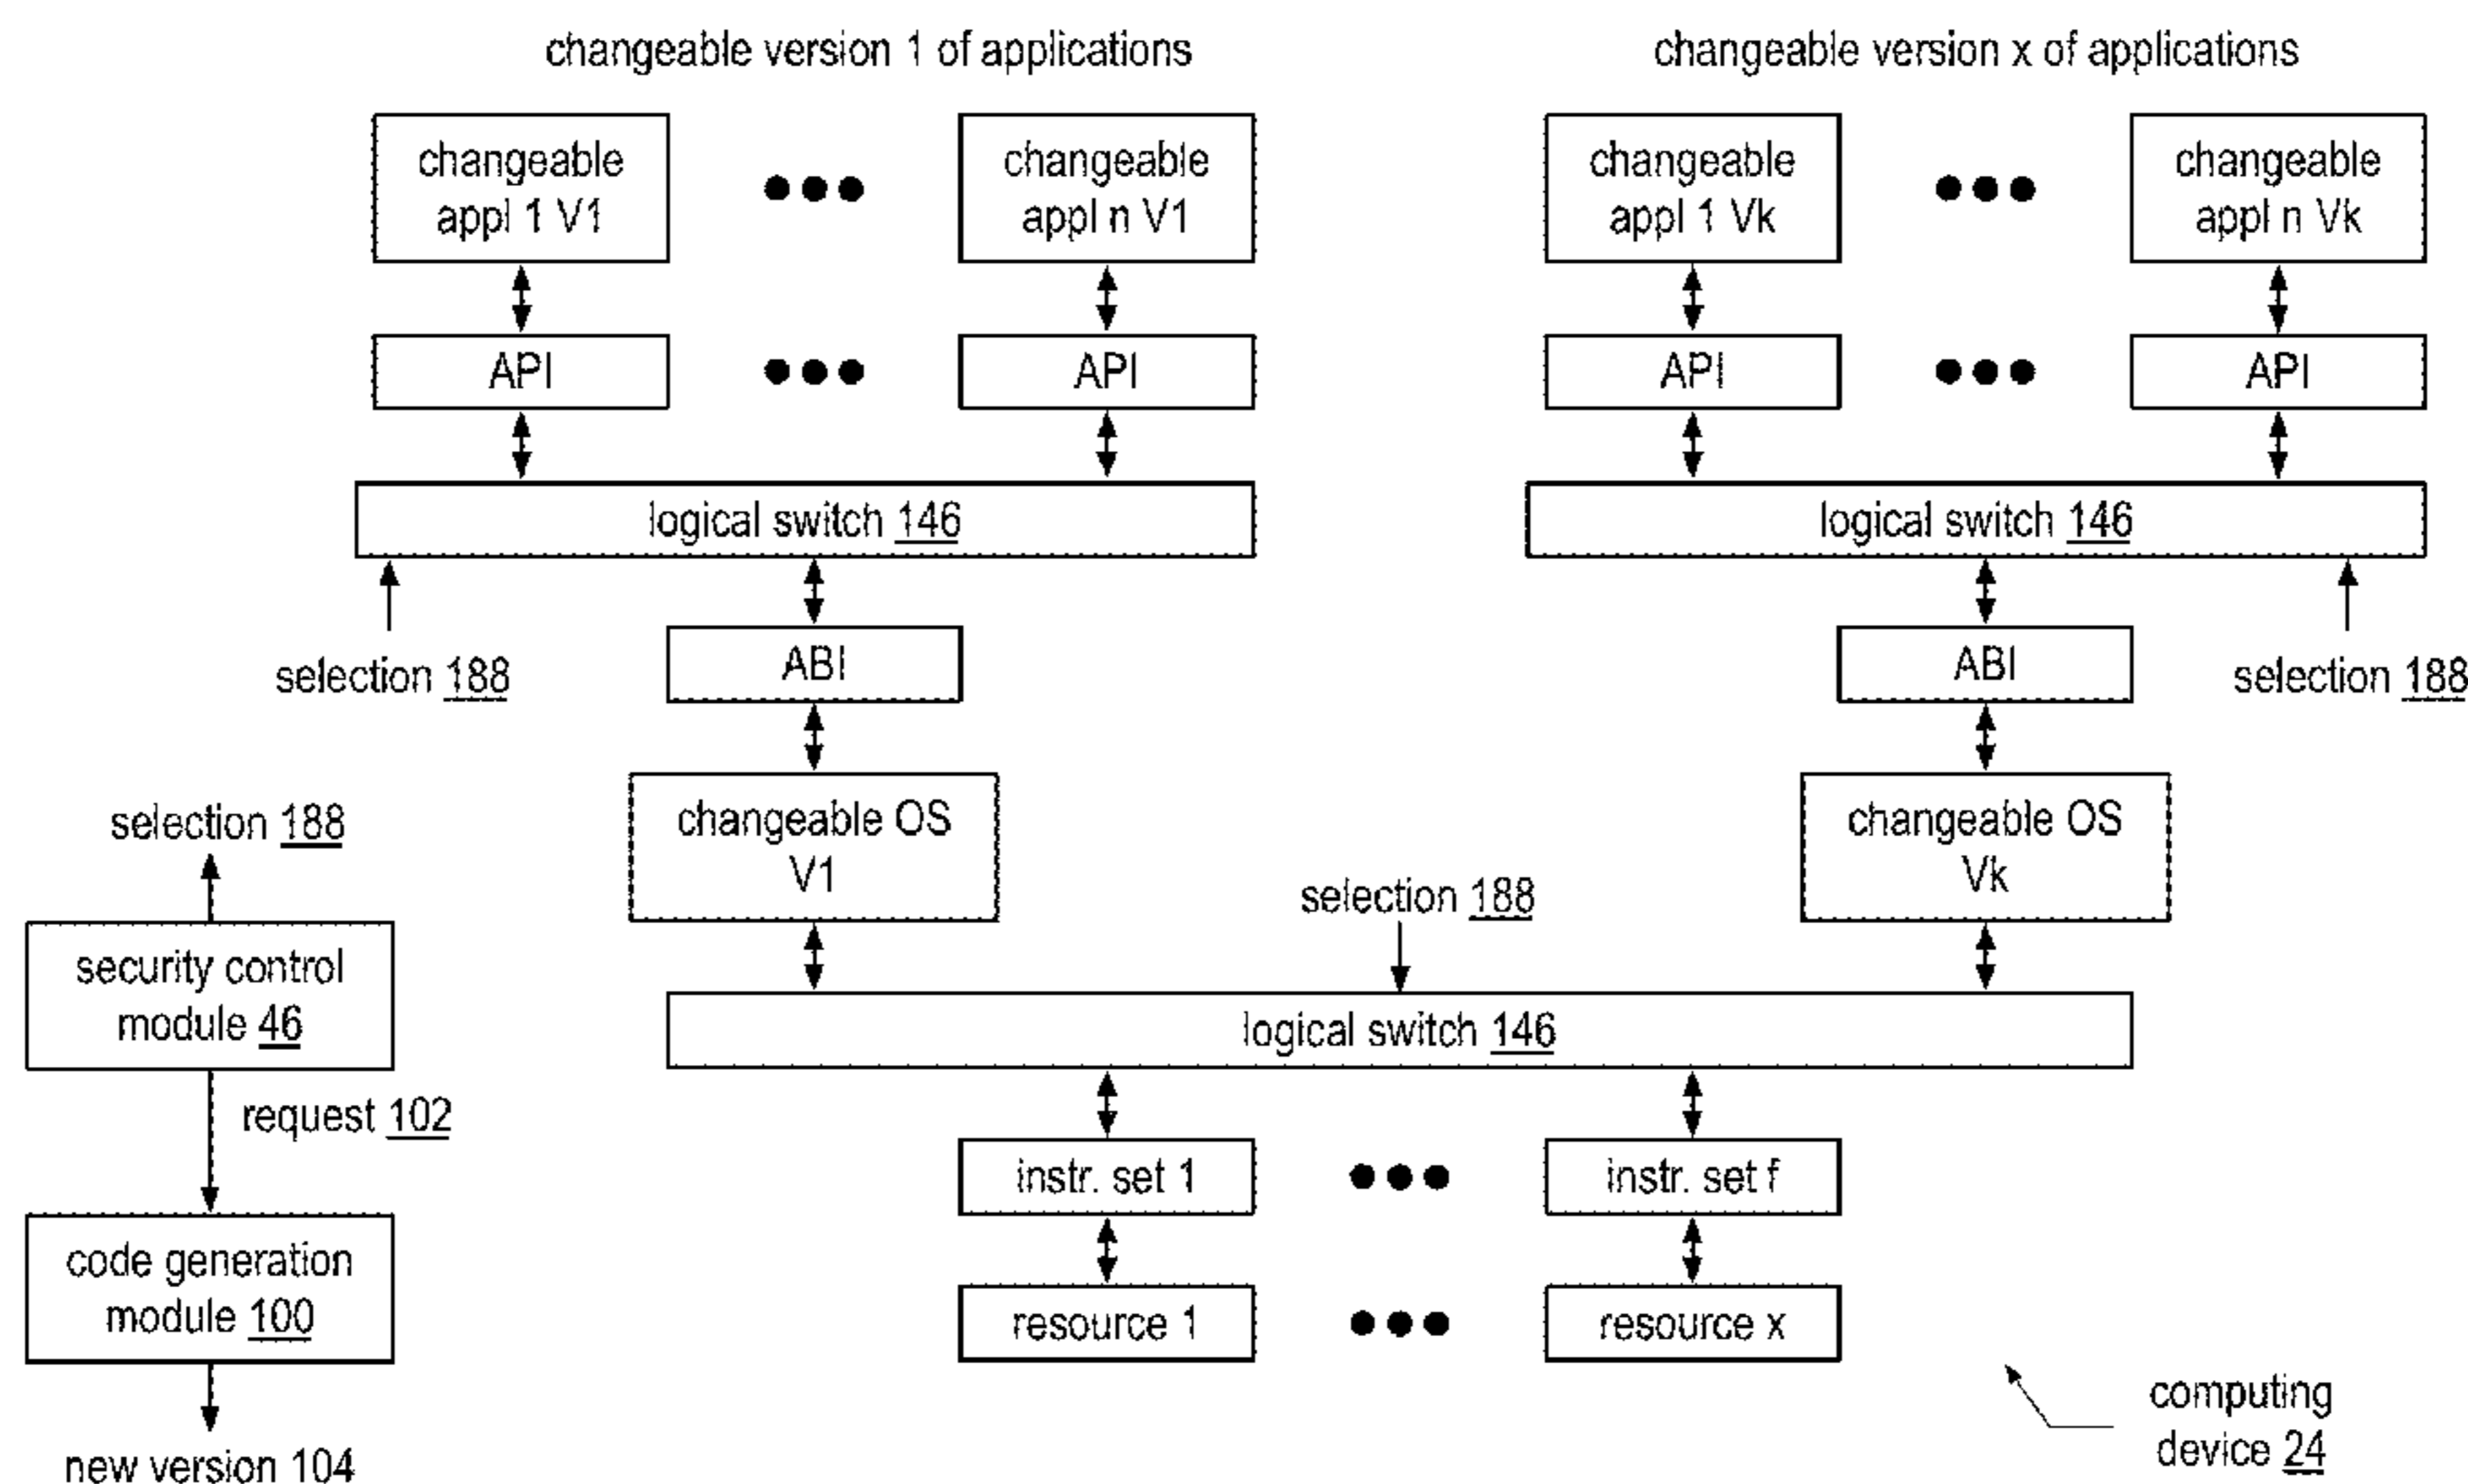 changeable version 1 of applications
changeable version x of applications
changeable
appl 1 V1
changeable
appl n V1
changeable
appl 1 Vk
changeable
appl n Vk
API
API
API
API
logical switch 146
logical switch 146
selection 188
ABI
ABI
selection 188
selection 188
changeable OS
V1
changeable OS
Vk
selection 188
security control
module 46
logical switch 146
request 102
instr. set 1
instr. set f
code generation
module 100
resource 1
resource x
new version 104
computing
device 24